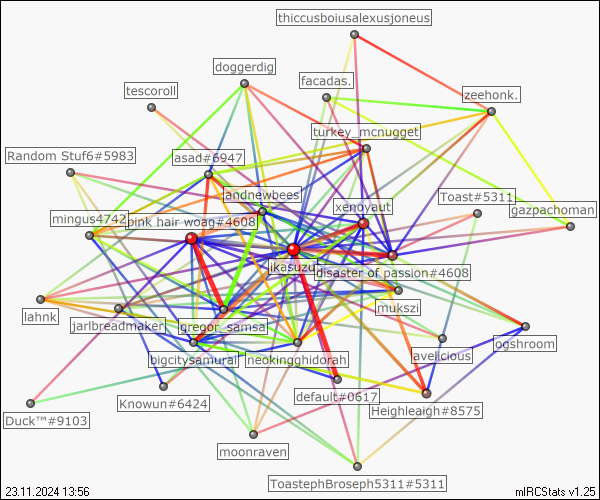 thiccusboiusalexusjoneus
doggerdig
facadas.
tescoroll
zeehonk.
turkey_mcnugget
Random Stuf6#5983
asad#6947
landnewbees
Toast#5311
xenovaut
gazpachoman
mingus4742
pink hair woag#4608
ikasuzu
disaster of passion#4608
lahnk
mukszi
jarlbreadmaker
gregor_samsa
ogshroom
bigcitysamurai
neokingghidorah
avelicious
default#0617
Knowun#6424
Heighleaigh#8575
Duck™#9103
moonraven
ToastephBroseph5311#5311
23.11.2024 13:56
mIRCStats v1.25